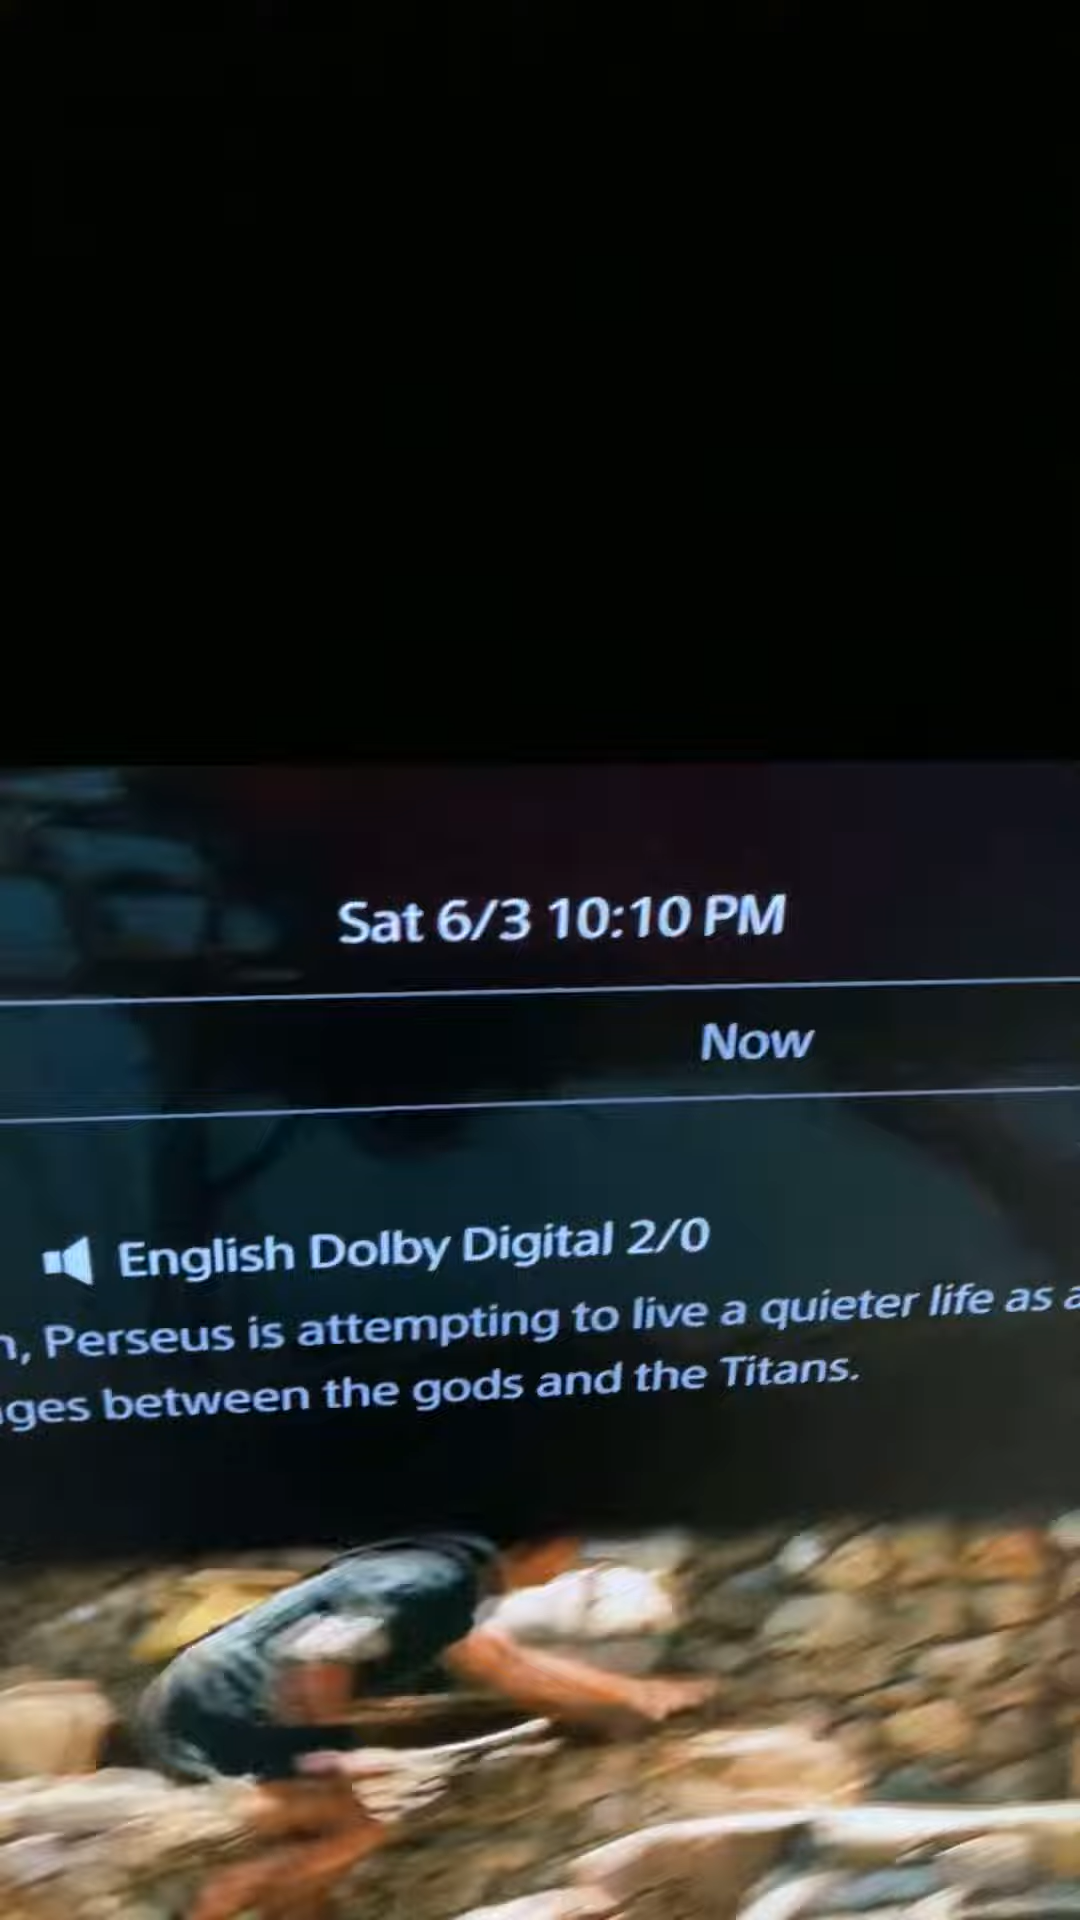 Sat 6/3 10:10 PM
Now
English Dolby Digital 2/0
, Perseus is attempting to live a quieter life as a
between the gods and the Titans.